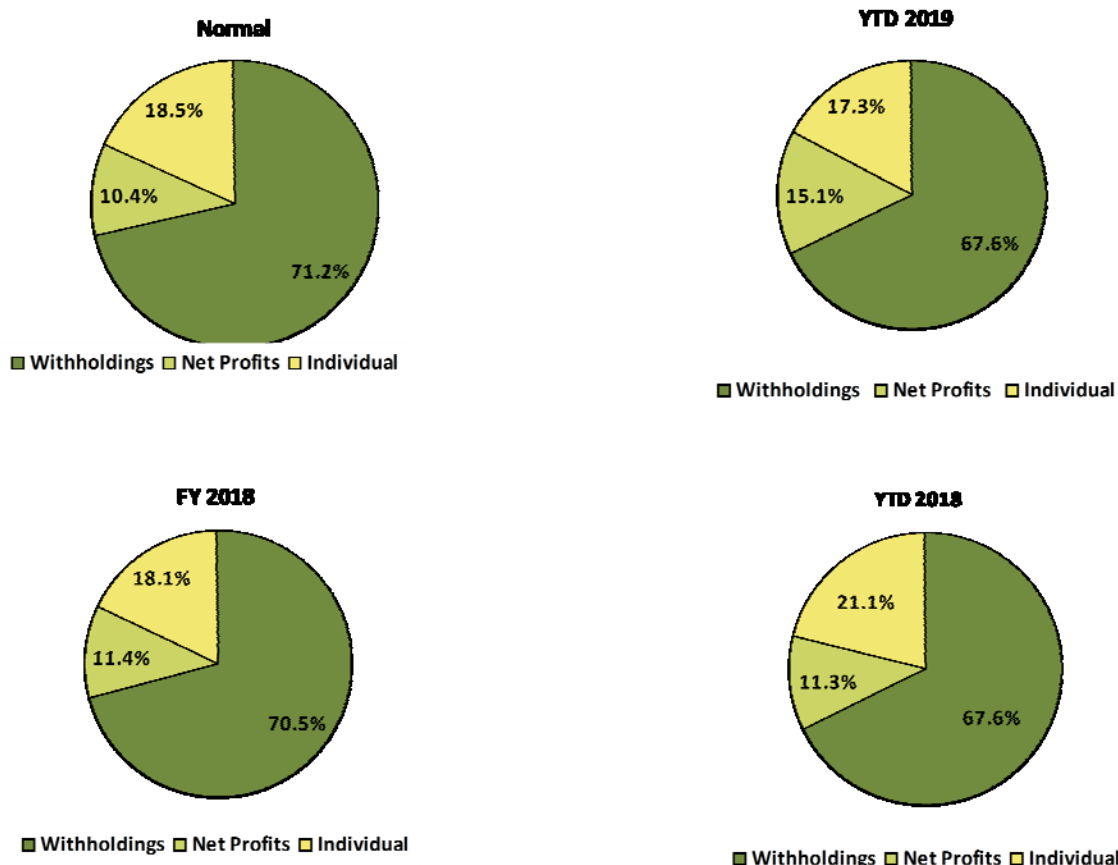 Normal
18.5%
10.4%
71.2%
Withholdings Net Profits Individual
YTD 2019
17.3%
15.1%
67.6%
Withholdings Net Profits Individual
FY 2018
18.1%
11.4%
70.5%
Withholdings Net Profits Individual
YTD 2018
21.1%
11.3%
67.6%
Withholdings Net Profits Individual